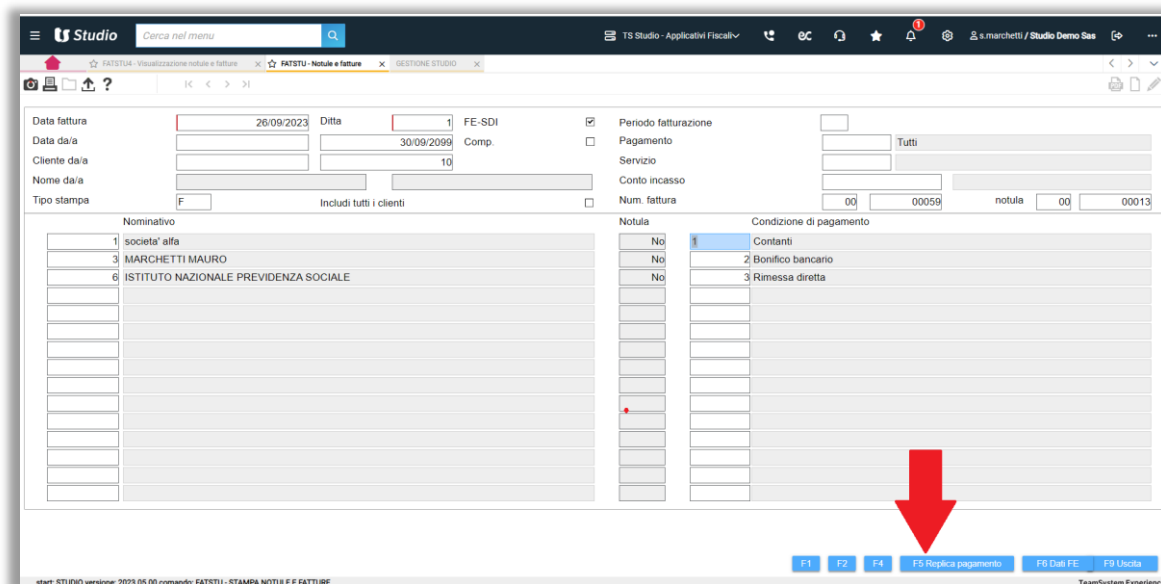 Studio Cerca nel menu TS Studio - Applicativi Fiscali 1 s.marchetti / Studio Demo Sas
FATSTU4 - Visualizzazione notule e fatture x FATSTU - Notule e fatture x GESTIONE STUDIO x
Data fattura 26/09/2023 Ditta 1 FE-SDI Periodo fatturazione
Data da/a 30/09/2099 Comp. Pagamento Tutti
Cliente da/a 10 Servizio
Nome da/a Conto incasso
Tipo stampa F Includi tutti i clienti Num. fattura 00 00059 notula 00 00013
Nominativo Notula Condizione di pagamento
1 societa' alfa No 1 Contanti
3 MARCHETTI MAURO No 2 Bonifico bancario
6 ISTITUTO NAZIONALE PREVIDENZA SOCIALE No 3 Rimessa diretta
F1 F2 F4 F5 Replica pagamento F6 Dati FE F9 Uscita
start: STUDIO versione: 2023.05.00 comando: FATSTU - STAMPA NOTULE E FATTURE TeamSystem Experience